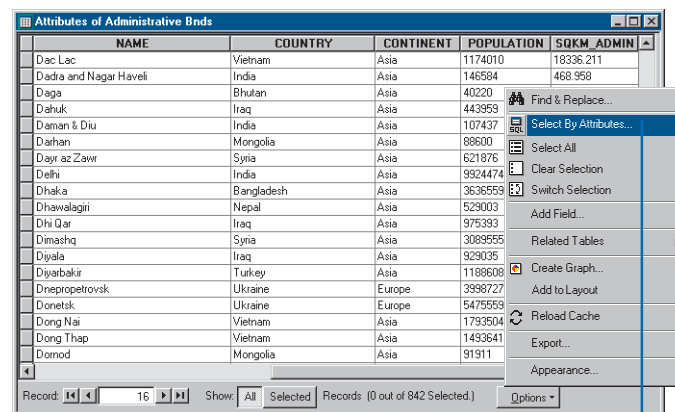 Attributes of Administrative Bnds
NAME COUNTRY CONTINENT POPULATION SQKM_ADMIN
Dac Lac Vietnam Asia 1174010 18336.211
Dadra and Nagar Haveli India Asia 146584 468.958
Daga Bhutan Asia 40220
Dahuk Iraq Asia 443959
Daman & Diu India Asia 107437
Darhan Mongolia Asia 88600
Dayr az Zawr Syria Asia 621876
Delhi India Asia 9924474
Dhaka Bangladesh Asia 3636559
Dhawalagiri Nepal Asia 529003
Dhi Qar Iraq Asia 975393
Dimashq Syria Asia 3089555
Diyala Iraq Asia 929035
Diyarbakir Turkey Asia 1188608
Dnepropetrovsk Ukraine Europe 3998727
Donetsk Ukraine Europe 5475559
Dong Nai Vietnam Asia 1793504
Dong Thap Vietnam Asia 1493641
Dornod Mongolia Asia 91911
Find & Replace...
SQL Select By Attributes...
Select All
Clear Selection
Switch Selection
Add Field...
Related Tables
Create Graph...
Add to Layout
Reload Cache
Export...
Appearance...
Record: 16 Show: All Selected Records (0 out of 842 Selected.) Options